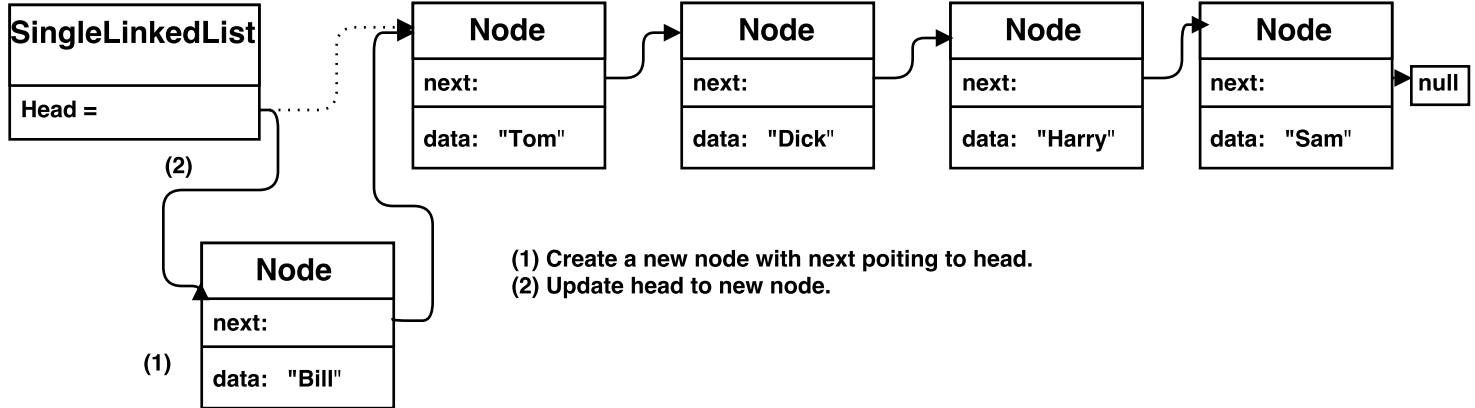 SingleLinkedList
Head =
Node
next:
data: "Tom"
Node
next:
data: "Dick"
Node
next:
data: "Harry"
Node
next:
data: "Sam"
null
(2)
Node
next:
data: "Bill"
(1)
(1) Create a new node with next poiting to head.
(2) Update head to new node.